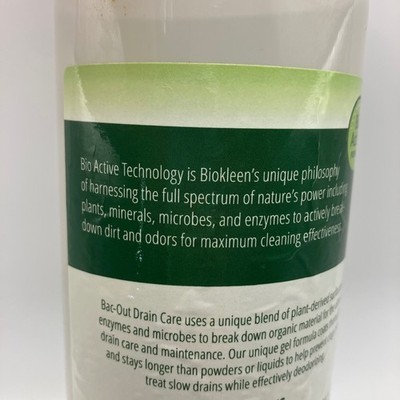 Bio Active Technology is Biokleen's unique philosophy
of harnessing the full spectrum of nature's power including
plants, minerals, microbes, and enzymes to actively break
down dirt and odors for maximum cleaning effectiveness.
Bac-Out Drain Care uses a unique blend of plant-derived
enzymes and microbes to break down organic material for the
drain care and maintenance. Our unique gel formula
and stays longer than powders or liquids to help prevent
treat slow drains while effectively deodorizing